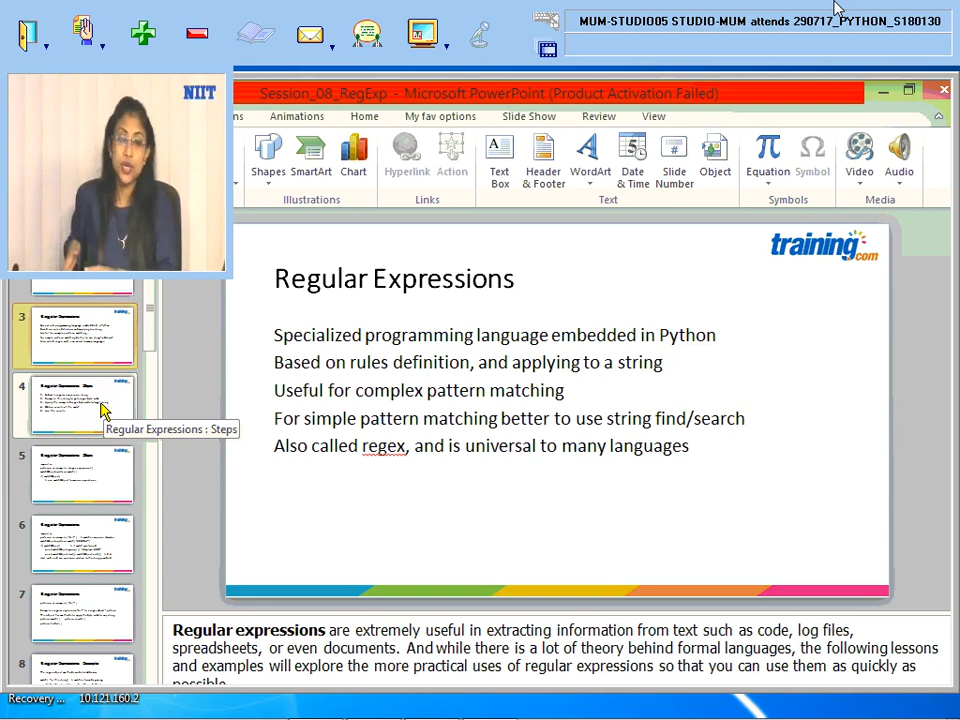 MUM-STUDIO05 STUDIO-MUM attends 290717_PYTHON_S180130
NIIT
Session_08_RegExp - Microsoft PowerPoint (Product Activation Failed)
ns Animations Home My fav options Slide Show Review View
Shapes SmartArt Chart Hyperlink Action Text Box Header & Footer WordArt Date & Time Slide Number Object Equation Symbol Video Audio
Illustrations Links Text Symbols Media
training.com
Regular Expressions
Specialized programming language embedded in Python
Based on rules definition, and applying to a string
Useful for complex pattern matching
For simple pattern matching better to use string find/search
Also called regex, and is universal to many languages
3
4
Regular Expressions : Steps
5
6
7
8
Regular expressions are extremely useful in extracting information from text such as code, log files,
spreadsheets, or even documents. And while there is a lot of theory behind formal languages, the following lessons
and examples will explore the more practical uses of regular expressions so that you can use them as quickly as
possible.
Recovery ... 10.121.160.2